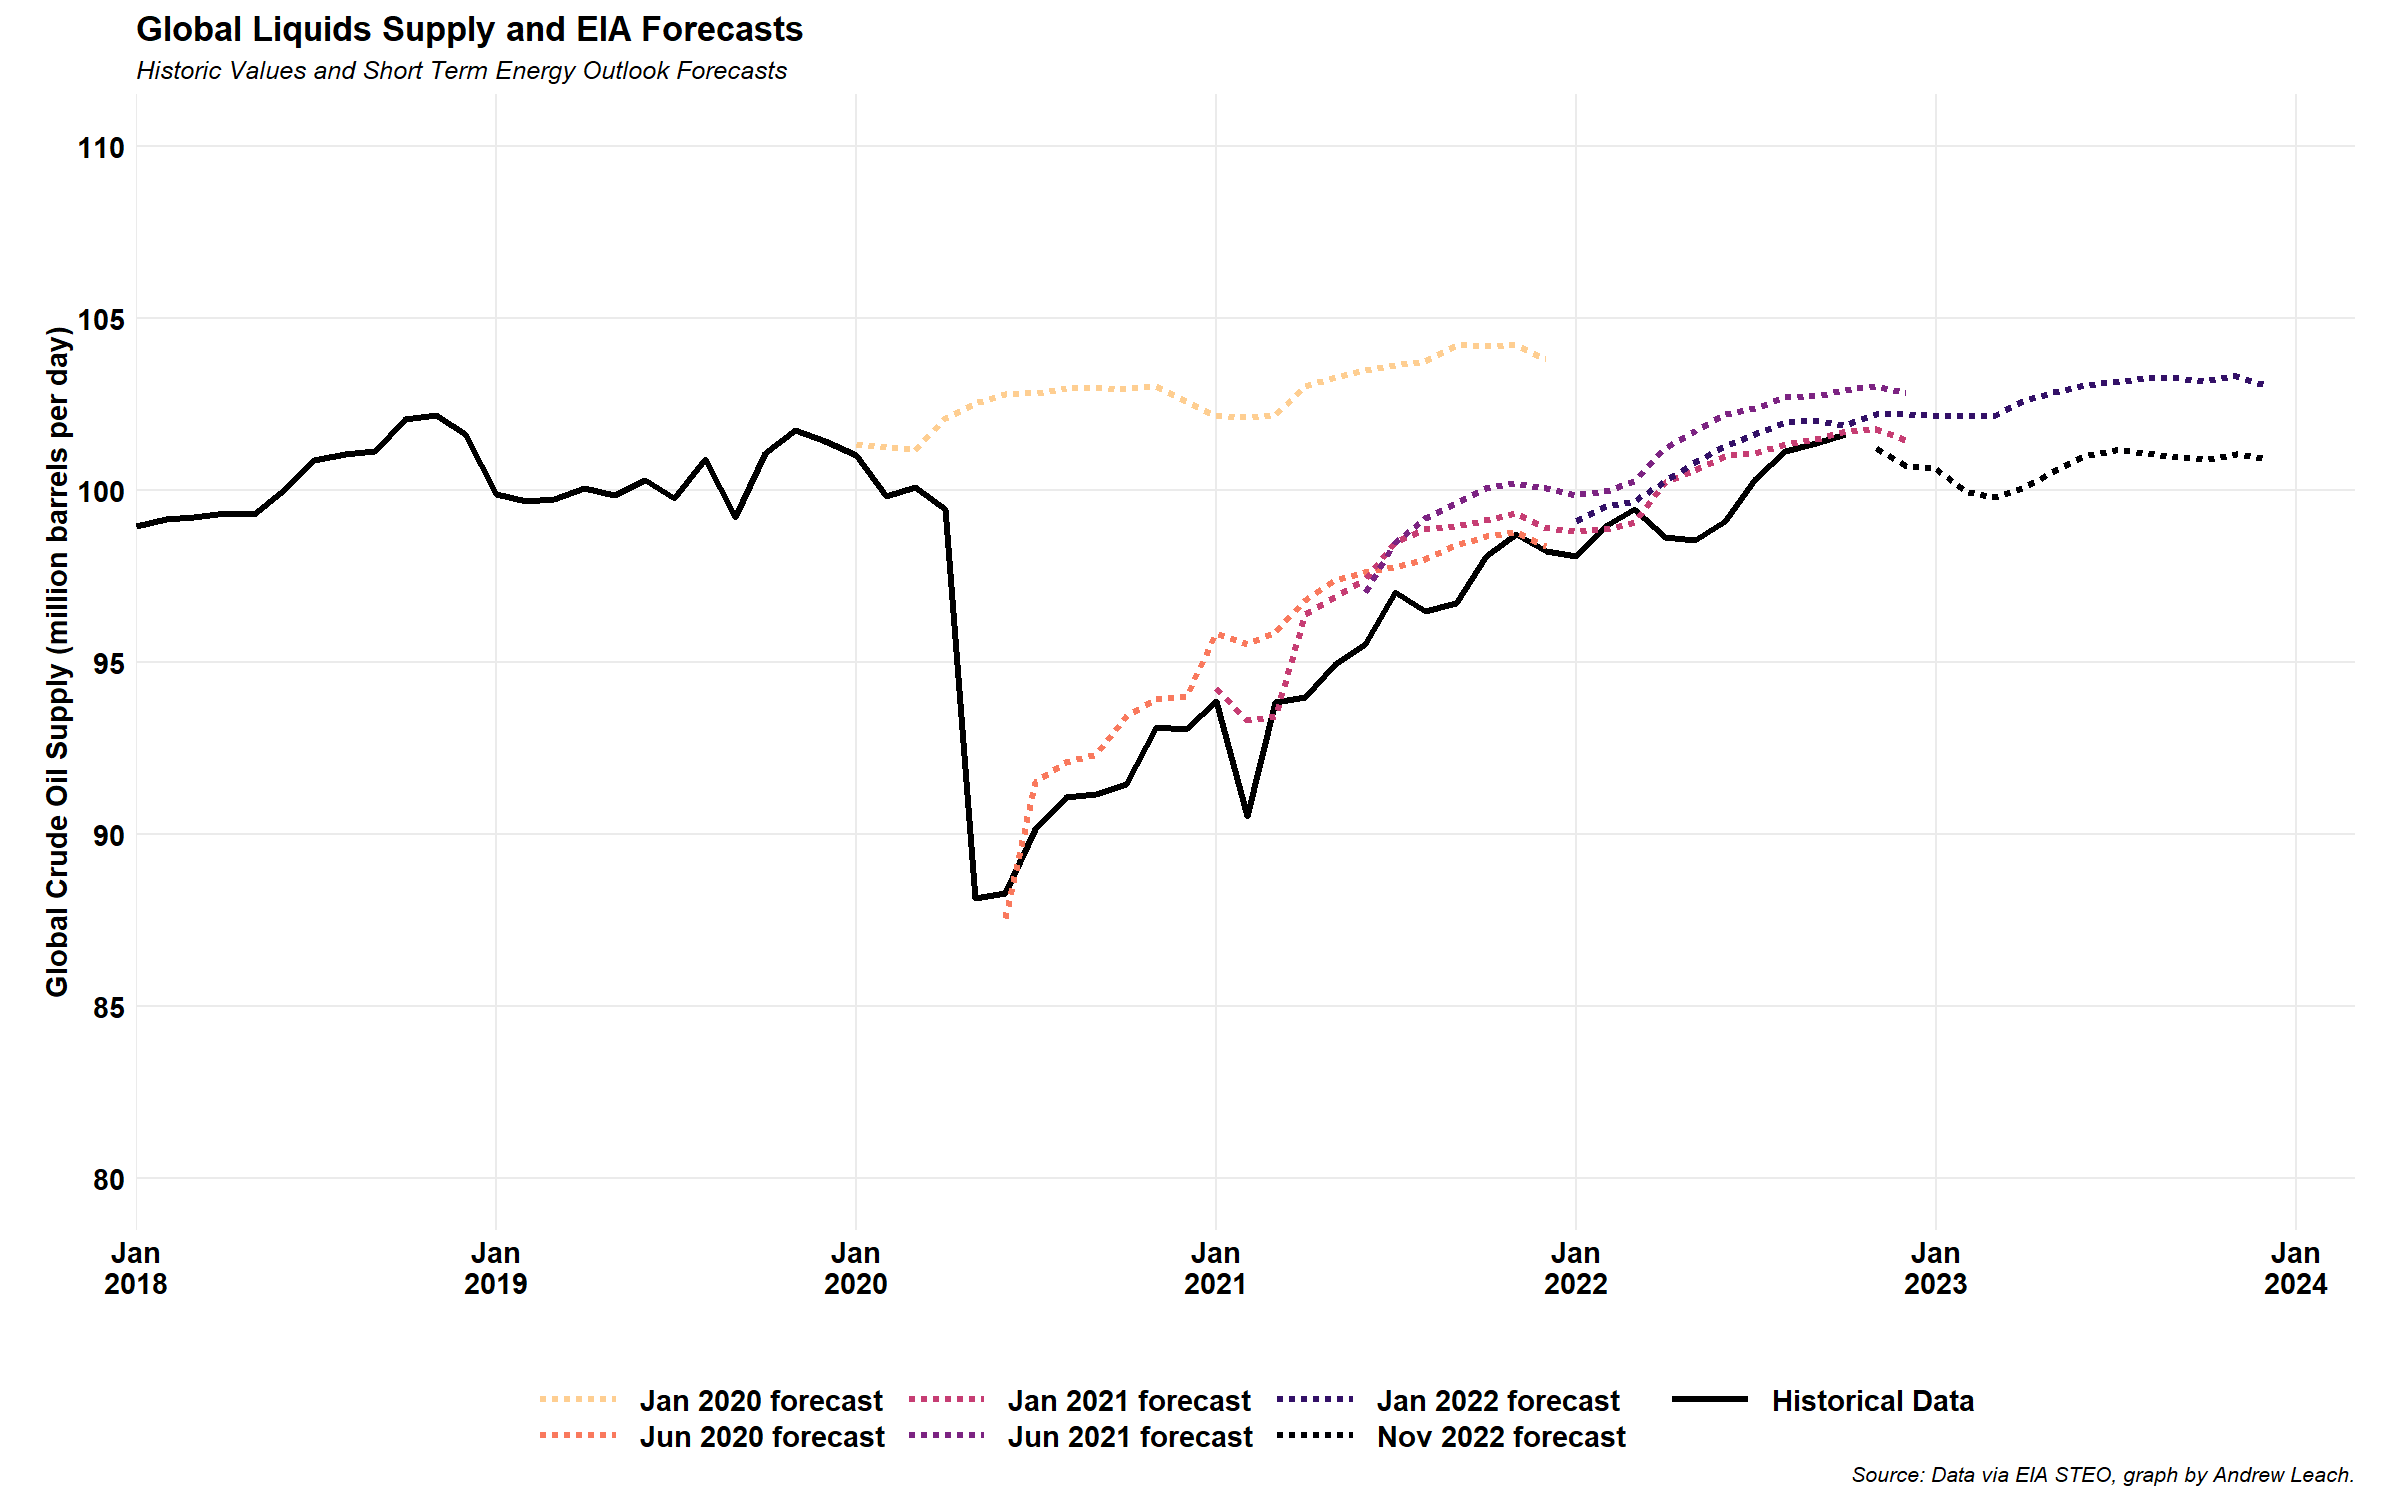 Global Liquids Supply and EIA Forecasts
Historic Values and Short Term Energy Outlook Forecasts
Global Crude Oil Supply (million barrels per day)
110
105
100
95
90
85
80
Jan 2018
Jan 2019
Jan 2020
Jan 2021
Jan 2022
Jan 2023
Jan 2024
Jan 2020 forecast
Jun 2020 forecast
Jan 2021 forecast
Jun 2021 forecast
Jan 2022 forecast
Nov 2022 forecast
Historical Data
Source: Data via EIA STEO, graph by Andrew Leach.